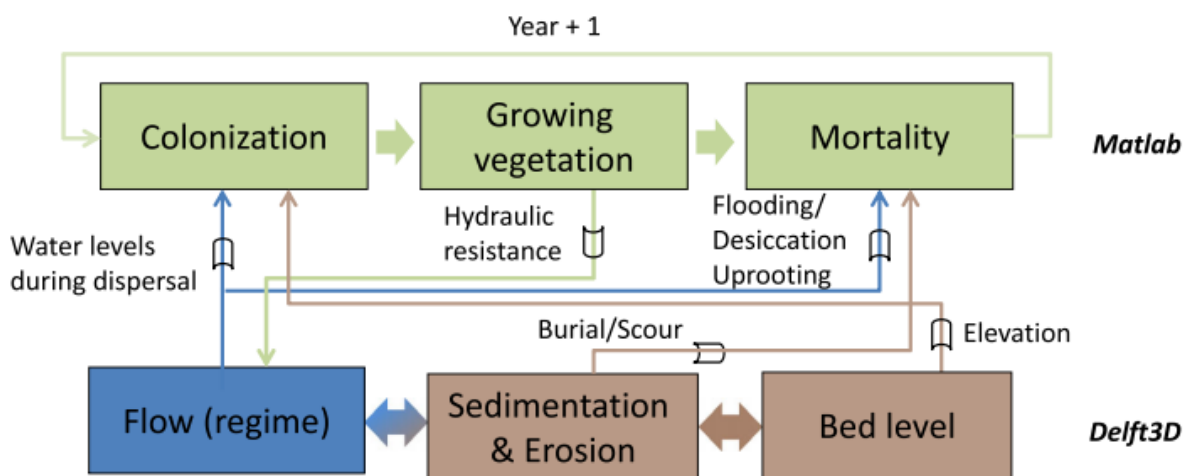 Year + 1
Colonization
Growing
vegetation
Mortality
Matlab
Water levels
during dispersal
Hydraulic
resistance
Flooding/
Desiccation
Uprooting
Burial/Scour
Elevation
Flow (regime)
Sedimentation
& Erosion
Bed level
Delft3D